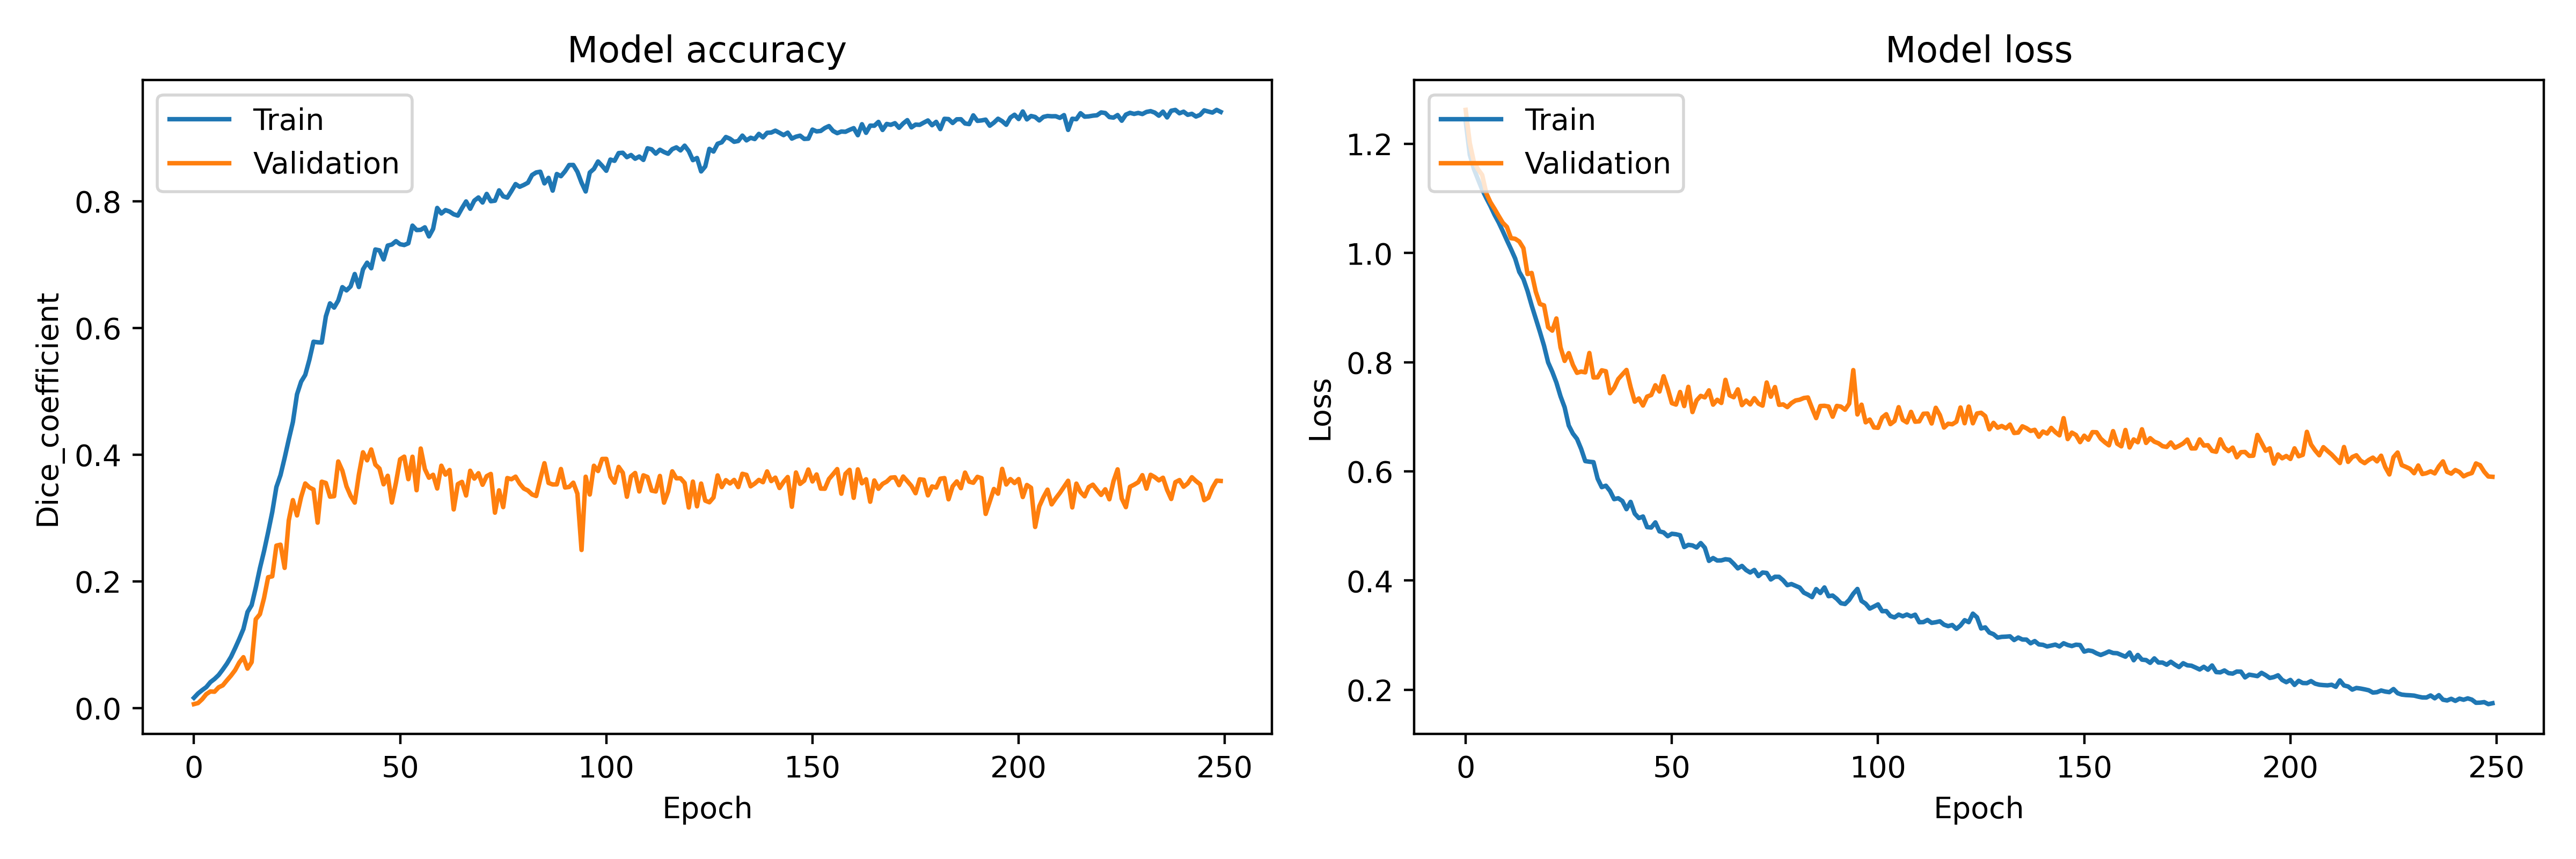 Model accuracy
Train
Validation
Dice_coefficient
0.8
0.6
0.4
0.2
0.0
0 50 100 150 200 250
Epoch
Model loss
Train
Validation
Loss
1.2
1.0
0.8
0.6
0.4
0.2
0 50 100 150 200 250
Epoch